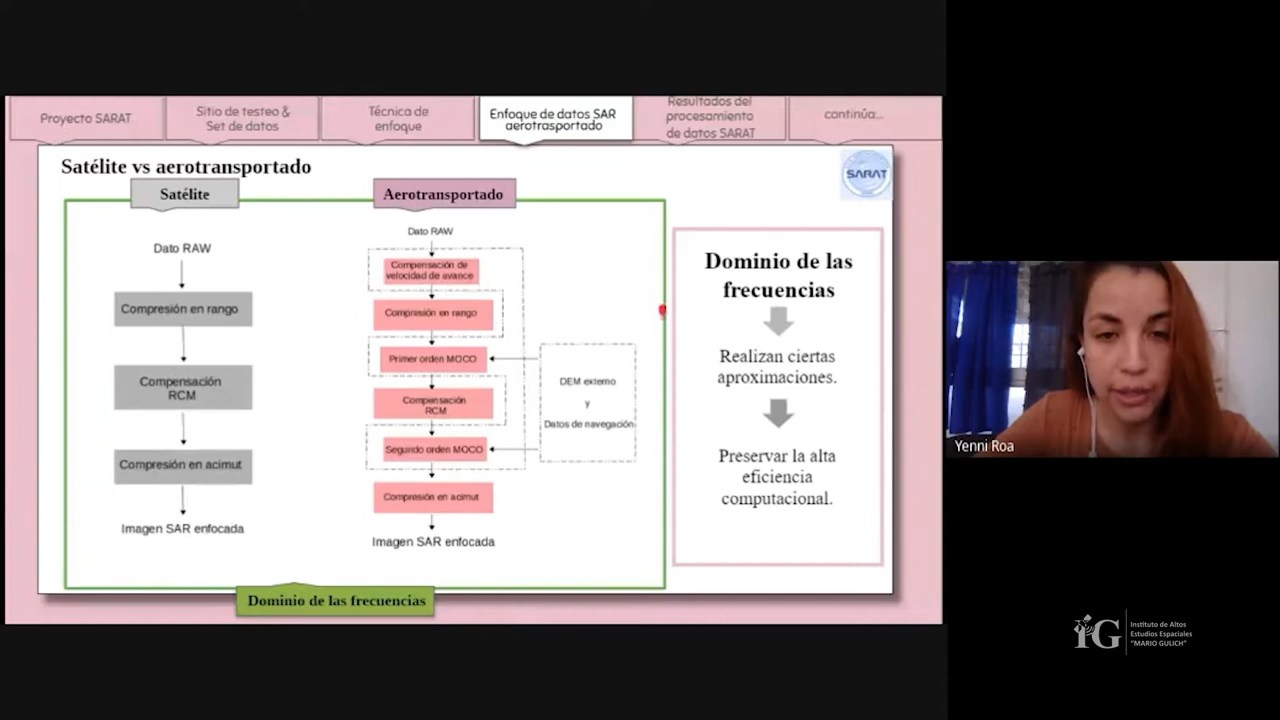 Proyecto SARAT
Sitio de testeo &
Set de datos
Técnica de
enfoque
Enfoque de datos SAR
aerotransportado
Resultados del
procesamiento
de datos SARAT
continúa...
Satélite vs aerotransportado
SARAT
Satélite
Dato RAW
Compresión en rango
Compensación
RCM
Compresión en acimut
Imagen SAR enfocada
Aerotransportado
Dato RAW
Compensación de
velocidad de avance
Compresión en rango
Primer orden MOCO
Compensación
RCM
Segundo orden MOCO
Compresión en acimut
Imagen SAR enfocada
DEM externo
y
Datos de navegación
Dominio de las frecuencias
Dominio de las
frecuencias
Realizan ciertas
aproximaciones.
Preservar la alta
eficiencia
computacional.
Yenni Roa
iG
Instituto de Altos
Estudios Espaciales
"MARIO GULICH"